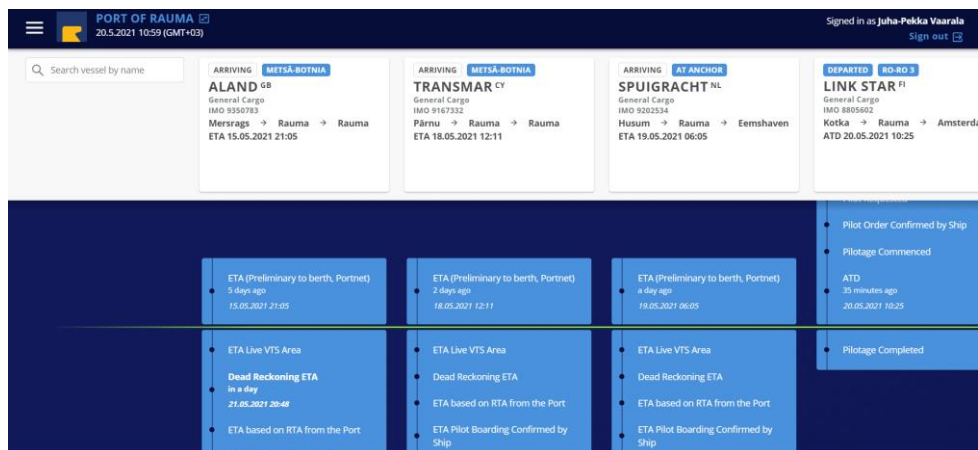 PORT OF RAUMA
20.5.2021 10:59 (GMT+03)
Signed in as Juha-Pekka Vaarala
Sign out
Search vessel by name
ARRIVING METSÄ-BOTNIA
ALAND GB
General Cargo
IMO 9350783
Mersrags → Rauma → Rauma
ETA 15.05.2021 21:05
ARRIVING METSÄ-BOTNIA
TRANSMAR CY
General Cargo
IMO 9167332
Pärnu → Rauma → Rauma
ETA 18.05.2021 12:11
ARRIVING AT ANCHOR
SPUIGRACHT NL
General Cargo
IMO 9202534
Husum → Rauma → Eemshaven
ETA 19.05.2021 06:05
DEPARTED RO-RO 3
LINK STAR FI
General Cargo
IMO 8805602
Kotka → Rauma → Amsterda
ATD 20.05.2021 10:25
ETA (Preliminary to berth, Portnet)
5 days ago
15.05.2021 21:05
ETA Live VTS Area
Dead Reckoning ETA
in a day
21.05.2021 20:48
ETA based on RTA from the Port
ETA (Preliminary to berth, Portnet)
2 days ago
18.05.2021 12:11
ETA Live VTS Area
Dead Reckoning ETA
ETA based on RTA from the Port
ETA Pilot Boarding Confirmed by
Ship
ETA (Preliminary to berth, Portnet)
a day ago
19.05.2021 06:05
ETA Live VTS Area
Dead Reckoning ETA
ETA based on RTA from the Port
ETA Pilot Boarding Confirmed by
Ship
Pilot Order Confirmed by Ship
Pilotage Commenced
ATD
35 minutes ago
20.05.2021 10:25
Pilotage Completed